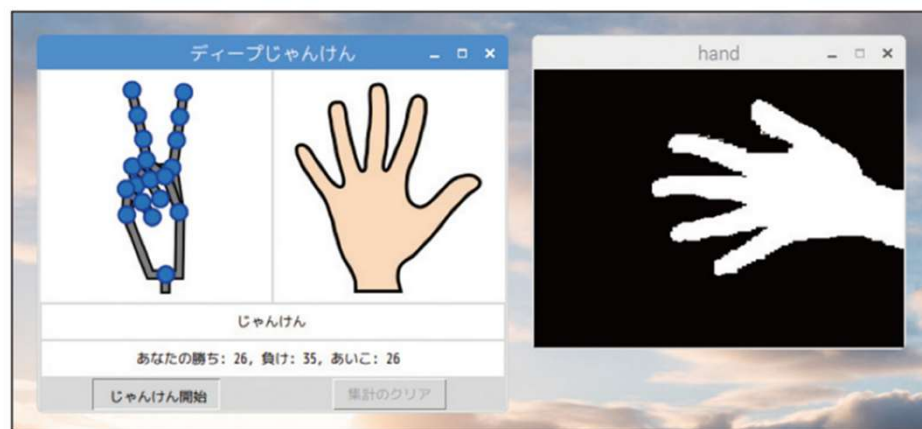 ディープじゃんけん
hand
じゃんけん
あなたの勝ち: 26, 負け: 35, あいこ: 26
じゃんけん開始
集計のクリア